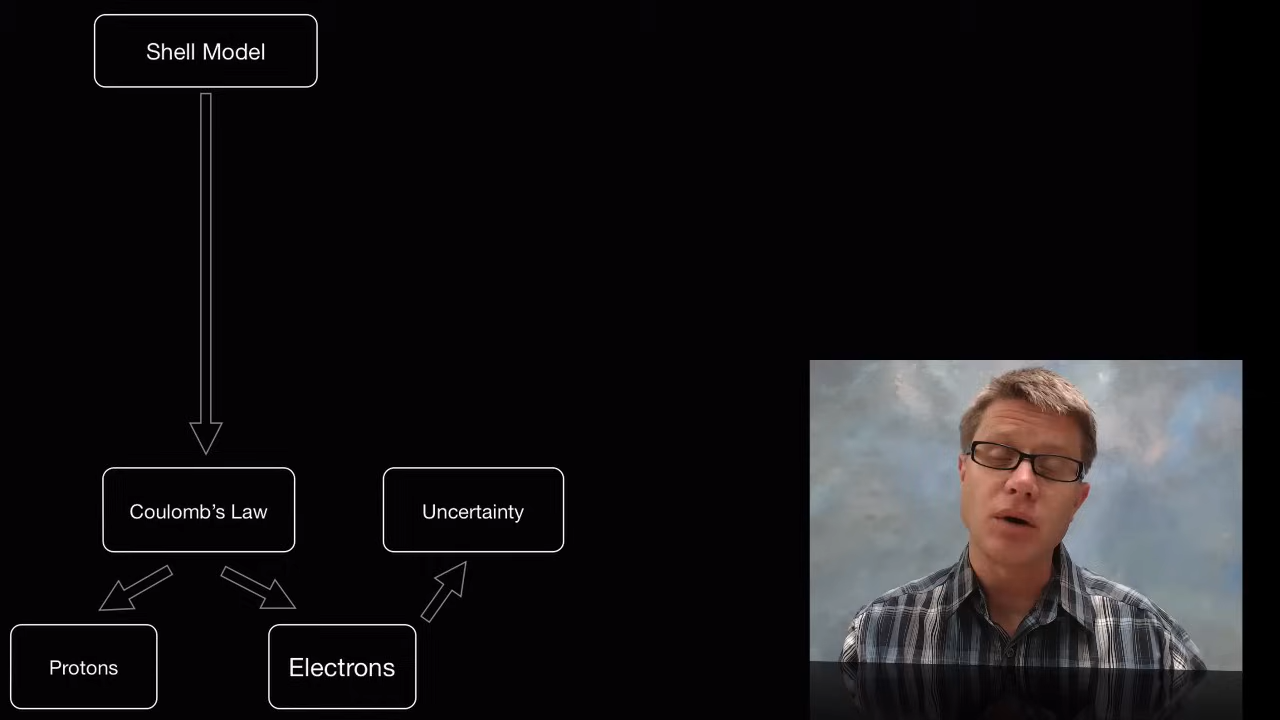 Shell Model
Coulomb's Law
Uncertainty
Protons
Electrons